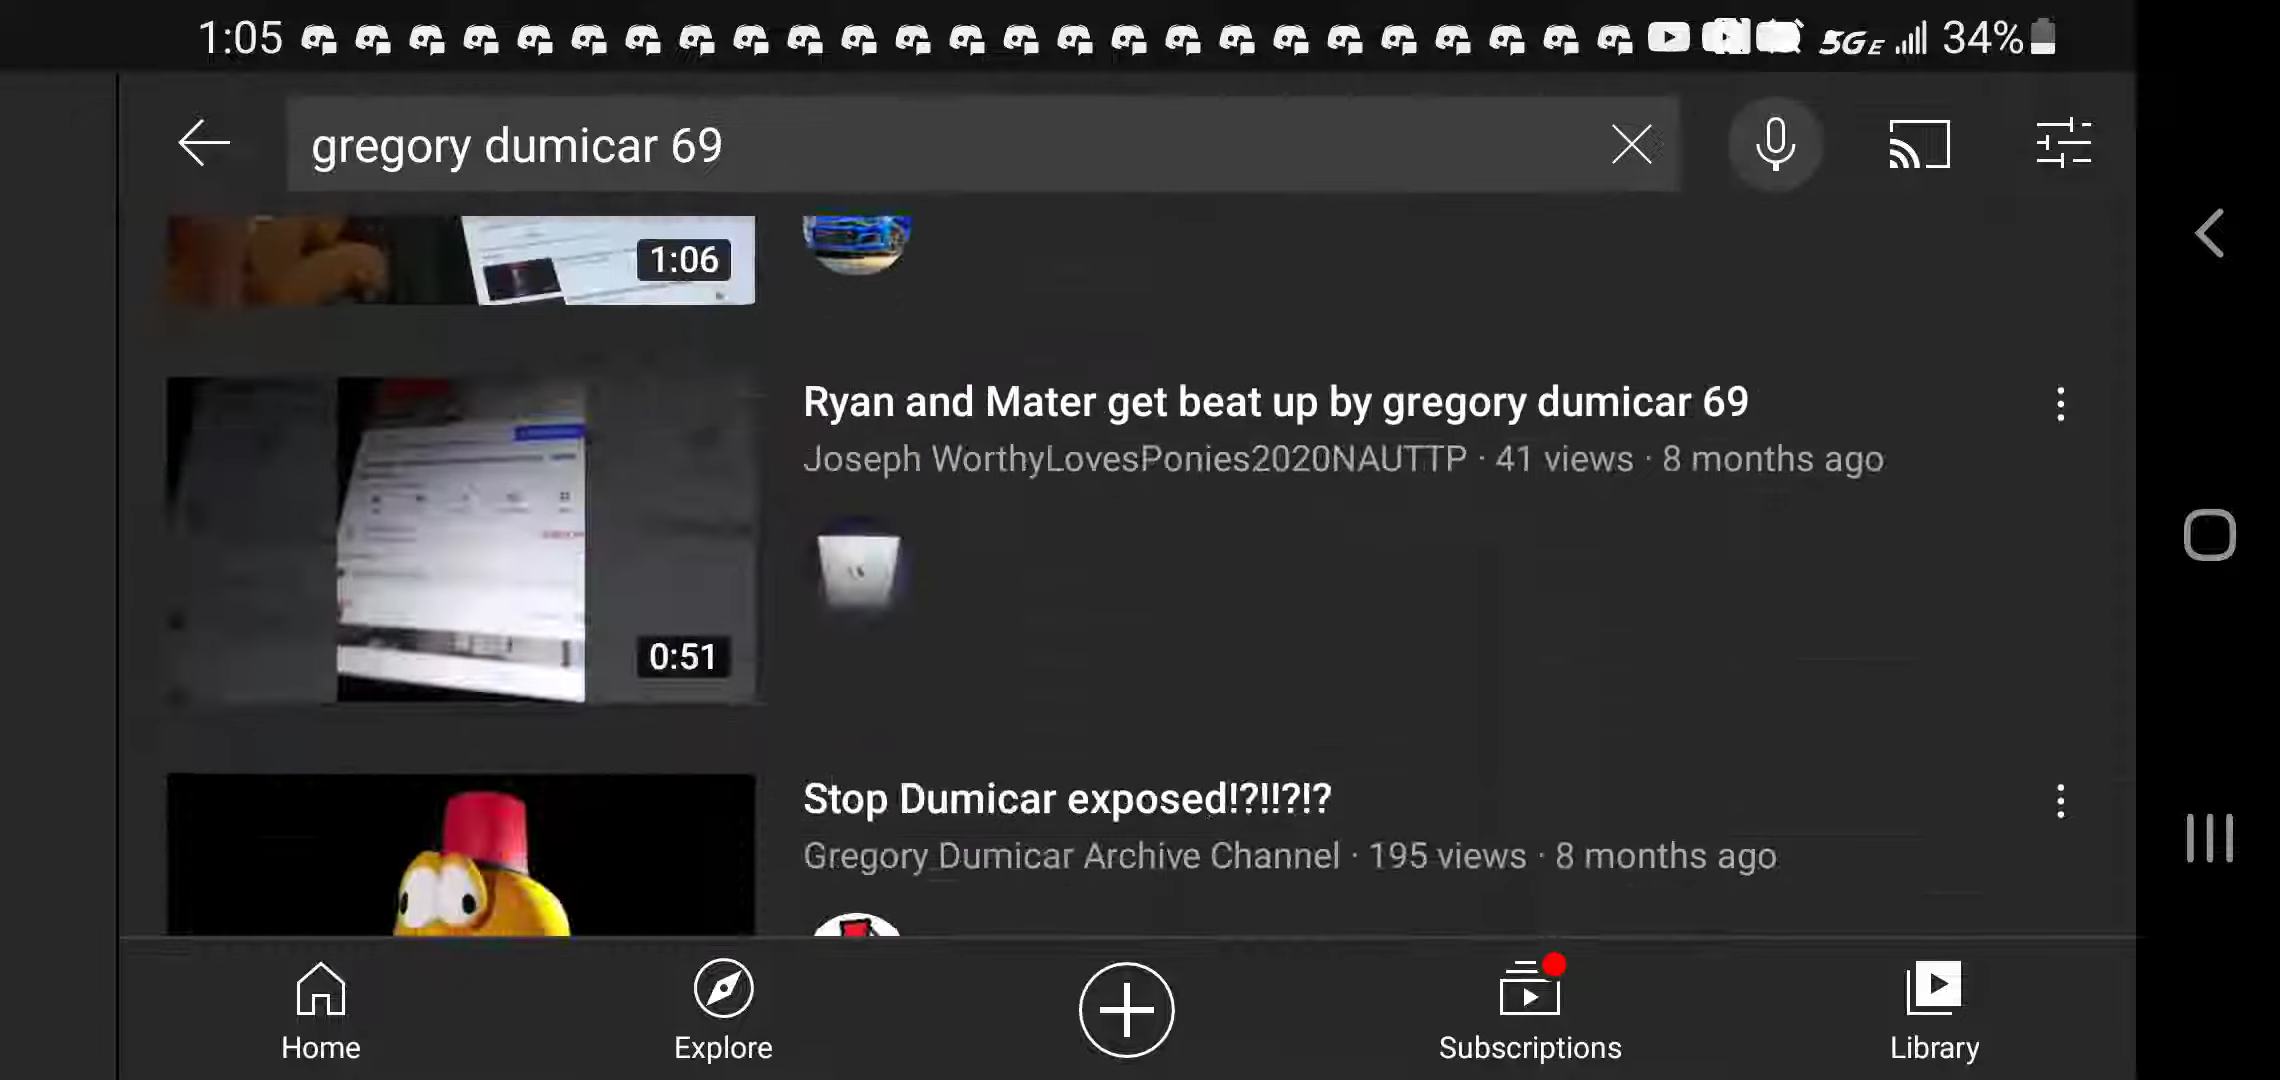 1:05 5GE 34%
gregory dumicar 69
1:06
Ryan and Mater get beat up by gregory dumicar 69
Joseph WorthyLovesPonies2020NAUTTP · 41 views · 8 months ago
0:51
Stop Dumicar exposed!?!!?!?
Gregory Dumicar Archive Channel · 195 views · 8 months ago
Home
Explore
Subscriptions
Library